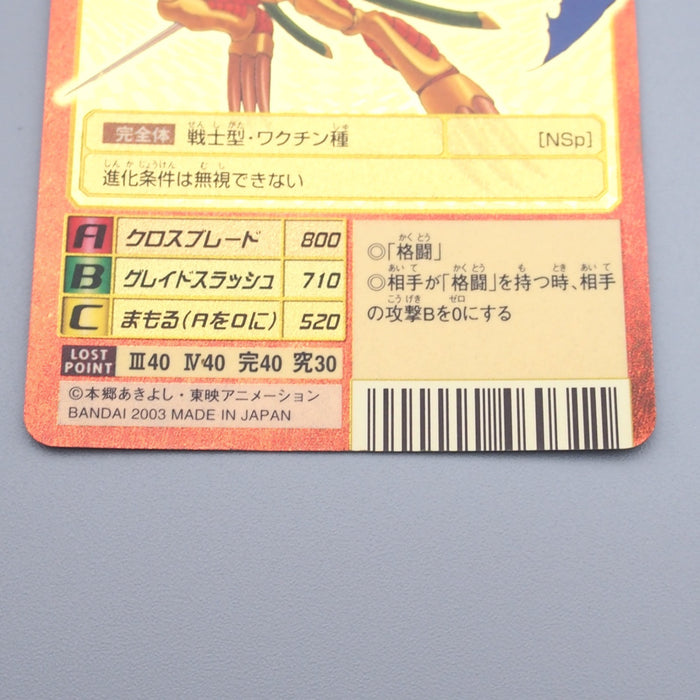 完全体 戦士型・ワクチン種 [NSp]
進化条件は無視できない
A クロスブレード 800
B グレイドスラッシュ 710
C まもる(Aを0に) 520
LOST POINT Ⅲ40 Ⅳ40 完40 究30
◎「格闘」
◎相手が「格闘」を持つ時、相手
の攻撃Bを0にする
©本郷あきよし・東映アニメーション
BANDAI 2003 MADE IN JAPAN